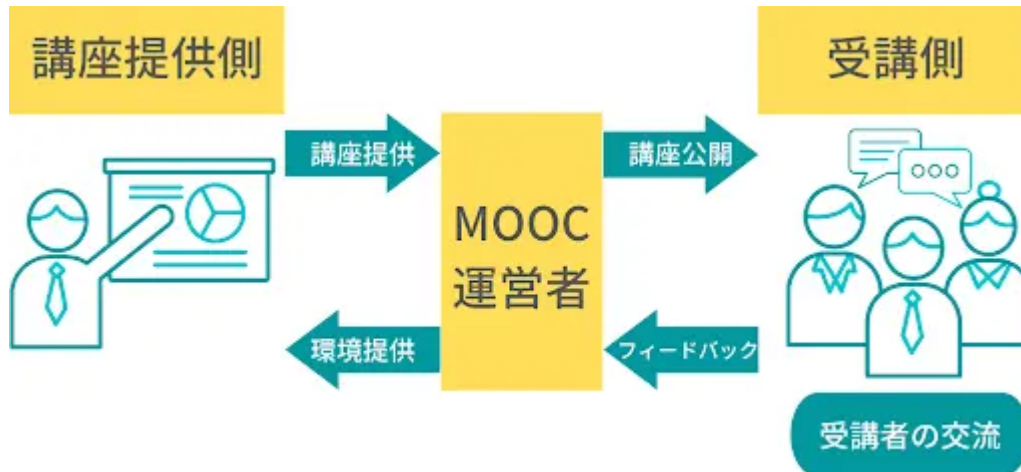 講座提供側
受講側
講座提供
講座公開
MOOC
運営者
環境提供
フィードバック
受講者の交流